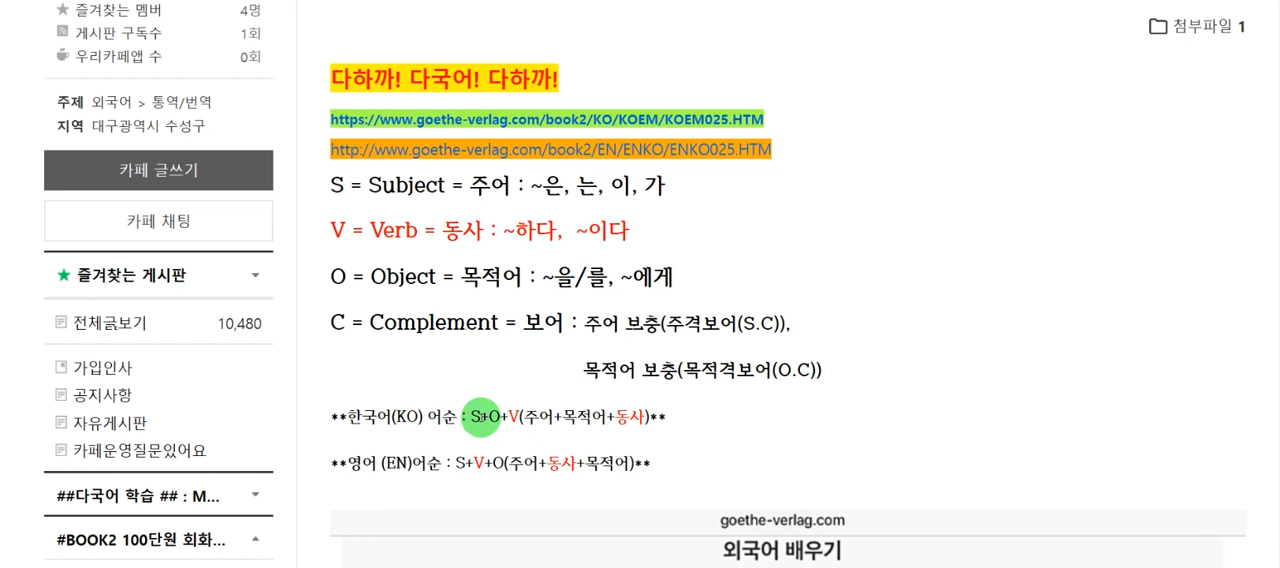 즐겨찾는 멤버 4명
게시판 구독수 1회
우리카페앱 수 0회
주제 외국어 > 통역/번역
지역 대구광역시 수성구
카페 글쓰기
카페 채팅
즐겨찾는 게시판
전체글보기 10,480
가입인사
공지사항
자유게시판
카페운영질문있어요
##다국어 학습 ## : M...
#BOOK2 100단원 회화...
첨부파일 1
다하까! 다국어! 다하까!
https://www.goethe-verlag.com/book2/KO/KOEM/KOEM025.HTM
http://www.goethe-verlag.com/book2/EN/ENKO/ENKO025.HTM
S = Subject = 주어 : ~은, 는, 이, 가
V = Verb = 동사 : ~하다, ~이다
O = Object = 목적어 : ~을/를, ~에게
C = Complement = 보어 : 주어 보충(주격보어(S.C)),
목적어 보충(목적격보어(O.C))
**한국어(KO) 어순 : S+O+V(주어+목적어+동사)**
**영어 (EN)어순 : S+V+O(주어+동사+목적어)**
goethe-verlag.com
외국어 배우기